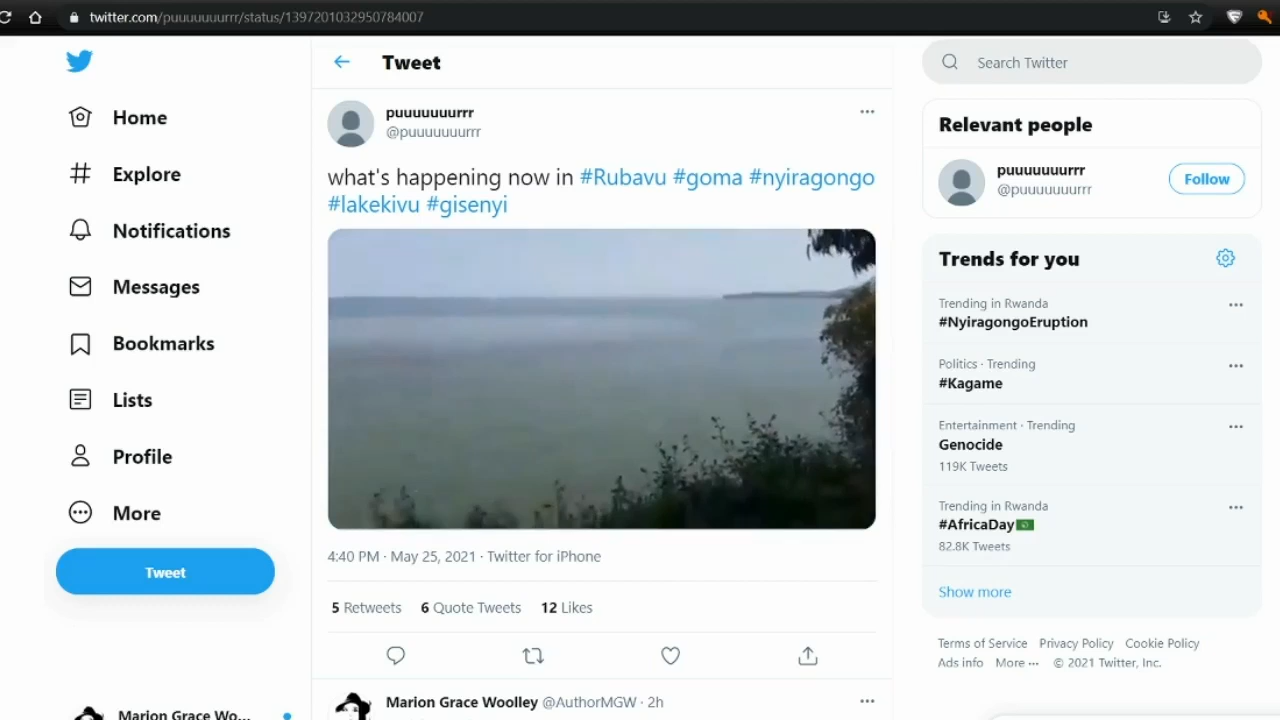 twitter.com/puuuuuuurrr/status/1397201032950784007
Home
Explore
Notifications
Messages
Bookmarks
Lists
Profile
More
Tweet
Marion Grace Wo...
Tweet
puuuuuuurrr
@puuuuuuurrr
what's happening now in #Rubavu #goma #nyiragongo
#lakekivu #gisenyi
4:40 PM · May 25, 2021 · Twitter for iPhone
5 Retweets 6 Quote Tweets 12 Likes
Marion Grace Woolley @AuthorMGW · 2h
Search Twitter
Relevant people
puuuuuuurrr
@puuuuuuurrr
Follow
Trends for you
Trending in Rwanda
#NyiragongoEruption
Politics · Trending
#Kagame
Entertainment · Trending
Genocide
119K Tweets
Trending in Rwanda
#AfricaDay
82.8K Tweets
Show more
Terms of Service Privacy Policy Cookie Policy
Ads info More ··· © 2021 Twitter, Inc.